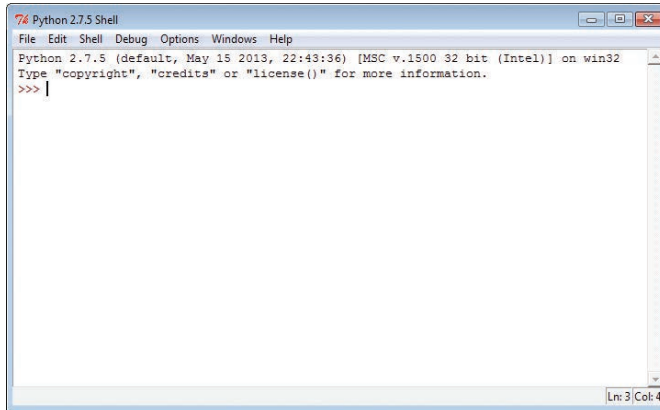 Python 2.7.5 Shell
File Edit Shell Debug Options Windows Help
Python 2.7.5 (default, May 15 2013, 22:43:36) [MSC v.1500 32 bit (Intel)] on win32
Type "copyright", "credits" or "license()" for more information.
>>>
Ln: 3 Col: 4